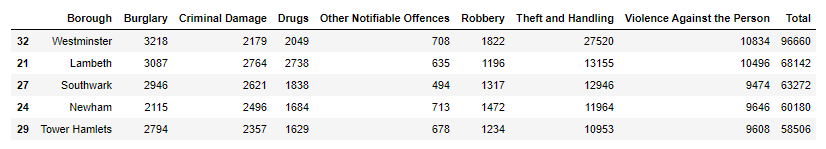 Borough Burglary Criminal Damage Drugs Other Notifiable Offences Robbery Theft and Handling Violence Against the Person Total
32 Westminster 3218 2179 2049 708 1822 27520 10834 96660
21 Lambeth 3087 2764 2738 635 1196 13155 10496 68142
27 Southwark 2946 2621 1838 494 1317 12946 9474 63272
24 Newham 2115 2496 1684 713 1472 11964 9646 60180
29 Tower Hamlets 2794 2357 1629 678 1234 10953 9608 58506